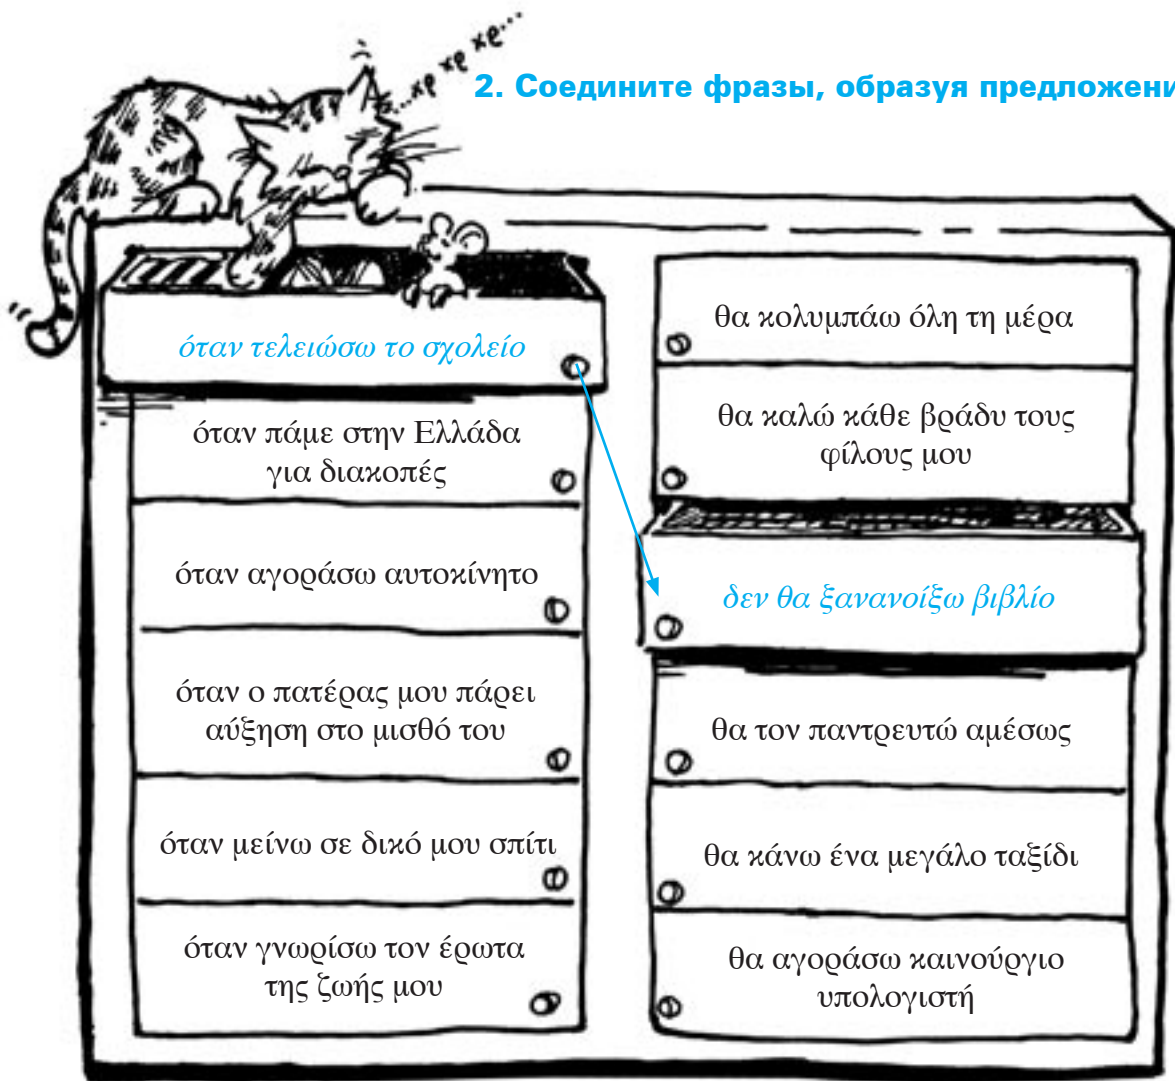 ...χε χε χε...
2. Соедините фразы, образуя предложени
όταν τελειώσω το σχολείο
όταν πάμε στην Ελλάδα
για διακοπές
όταν αγοράσω αυτοκίνητο
όταν ο πατέρας μου πάρει
αύξηση στο μισθό του
όταν μείνω σε δικό μου σπίτι
όταν γνωρίσω τον έρωτα
της ζωής μου
θα κολυμπάω όλη τη μέρα
θα καλώ κάθε βράδυ τους
φίλους μου
δεν θα ξανανοίξω βιβλίο
θα τον παντρευτώ αμέσως
θα κάνω ένα μεγάλο ταξίδι
θα αγοράσω καινούργιο
υπολογιστή